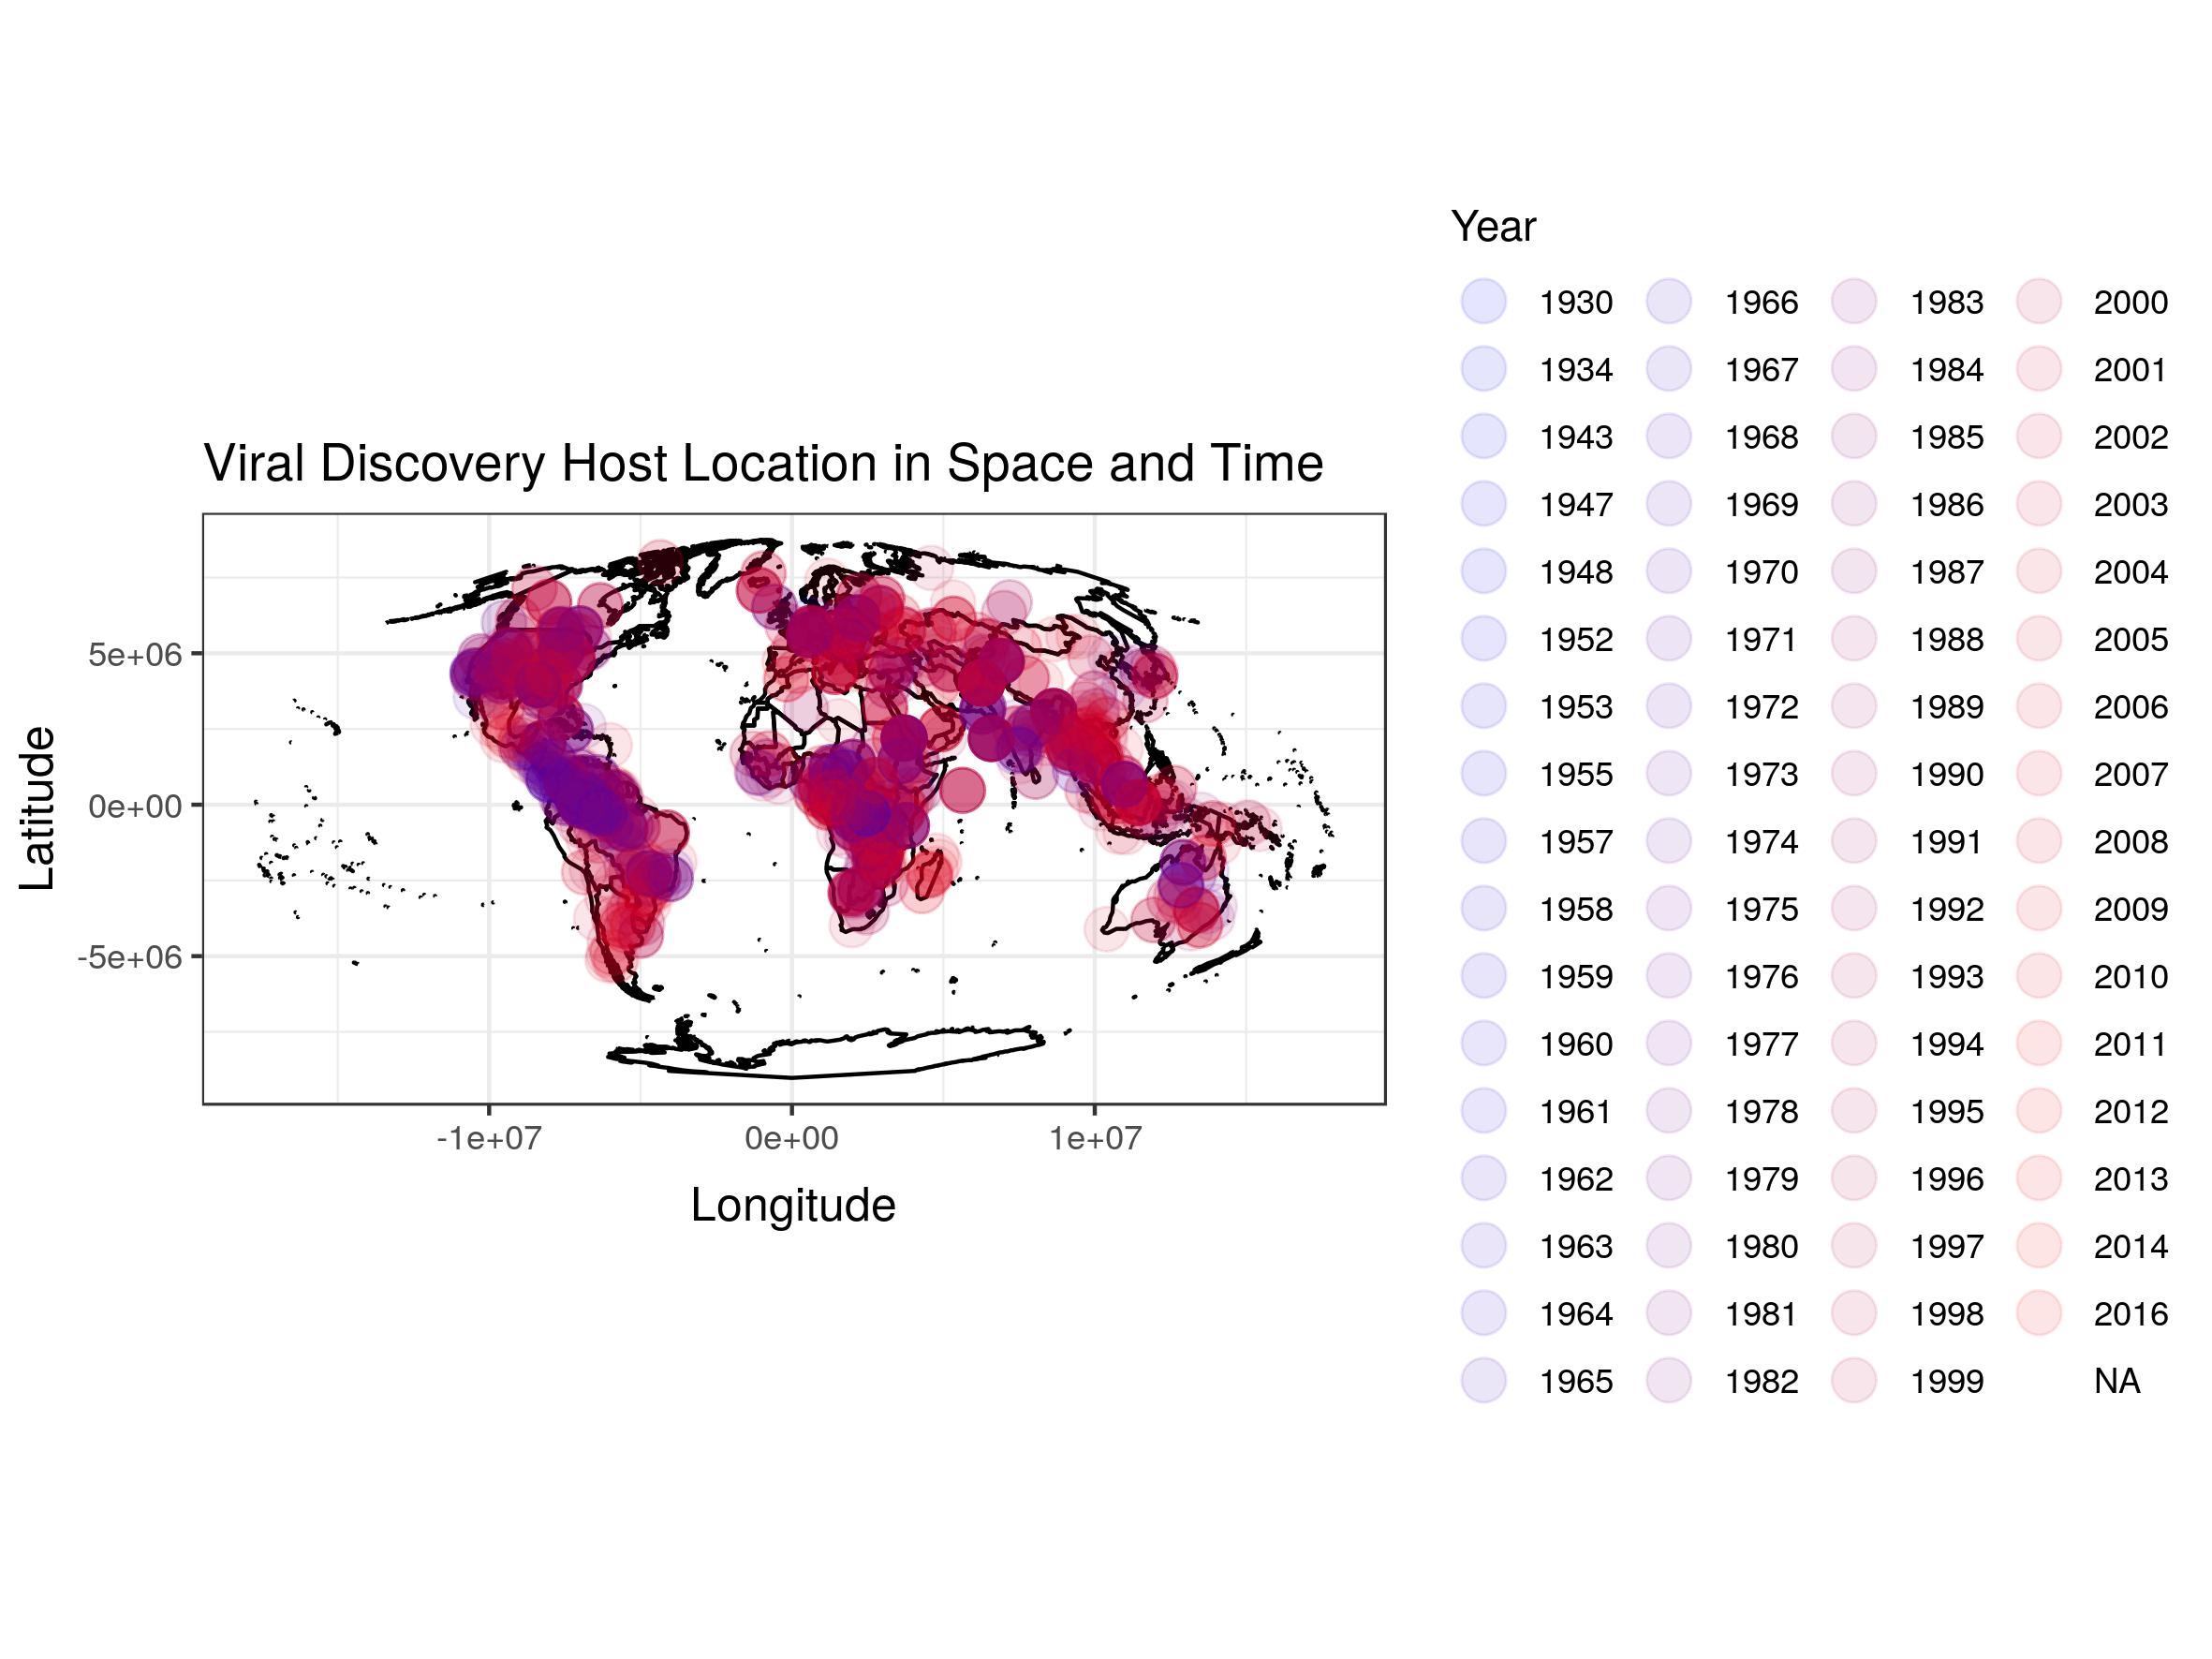 Viral Discovery Host Location in Space and Time
Latitude
5e+06
0e+00
-5e+06
-1e+07 0e+00 1e+07
Longitude
Year
1930 1966 1983 2000
1934 1967 1984 2001
1943 1968 1985 2002
1947 1969 1986 2003
1948 1970 1987 2004
1952 1971 1988 2005
1953 1972 1989 2006
1955 1973 1990 2007
1957 1974 1991 2008
1958 1975 1992 2009
1959 1976 1993 2010
1960 1977 1994 2011
1961 1978 1995 2012
1962 1979 1996 2013
1963 1980 1997 2014
1964 1981 1998 2016
1965 1982 1999 NA